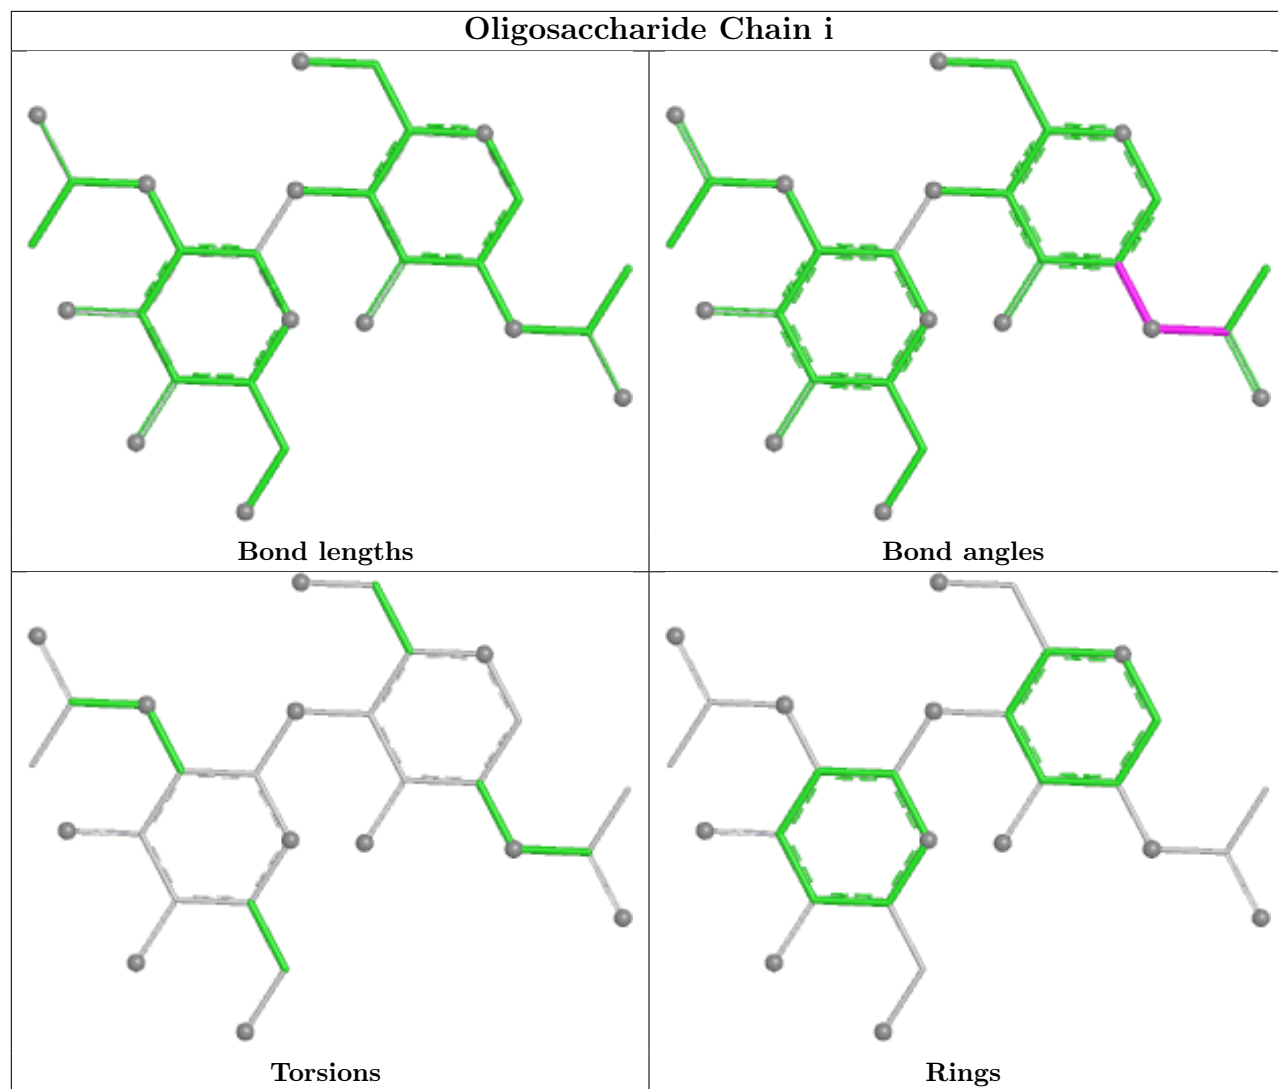 Oligosaccharide Chain i
Bond lengths
Bond angles
Torsions
Rings